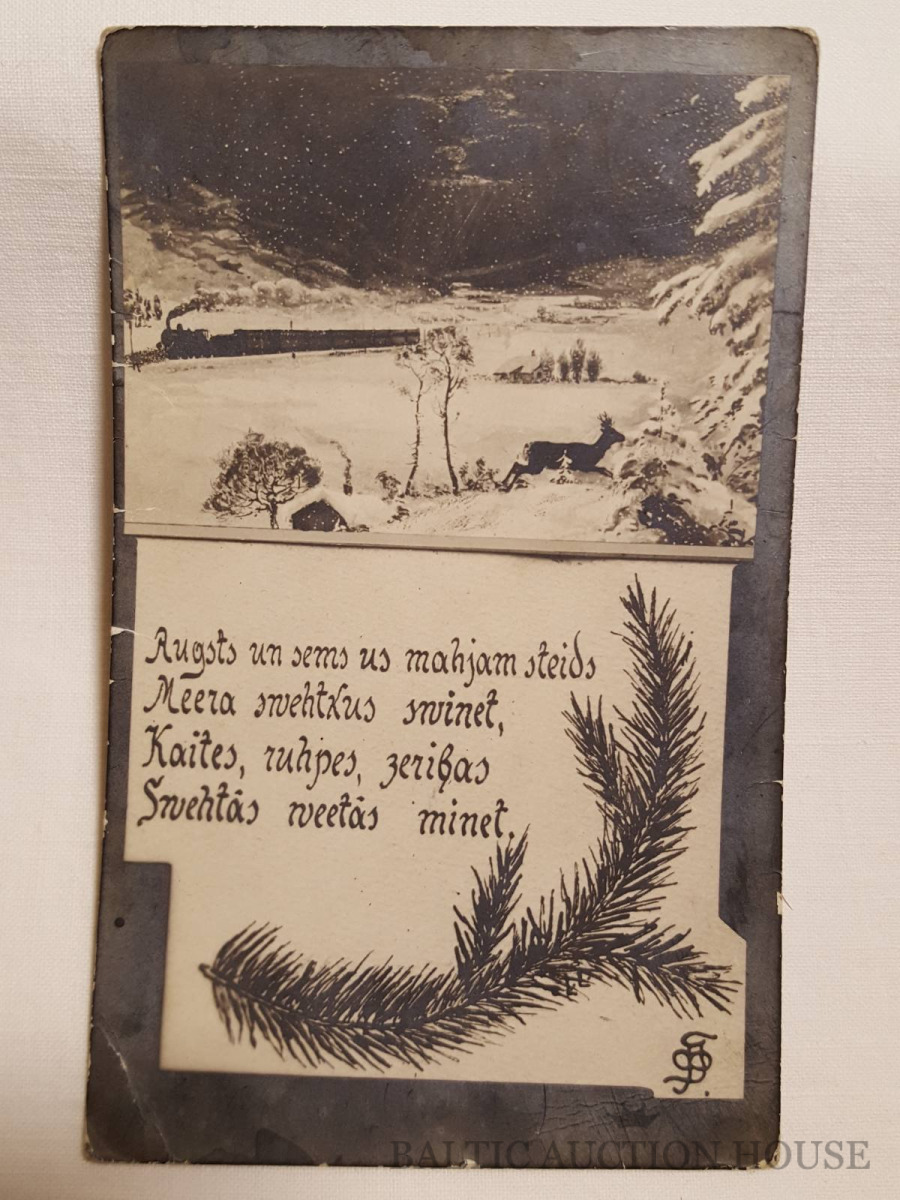 Augsts un sems us mahjam steids
Meera swehtkus swinet,
Kaites, ruhpes, zeribas
Swehtās weetās minet.
BALTIC AUCTION HOUSE